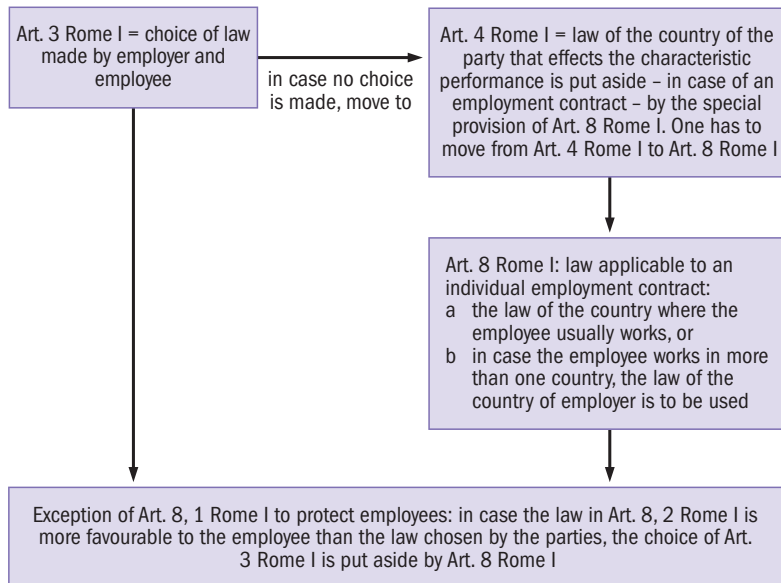 Art. 3 Rome I = choice of law
made by employer and
employee
in case no choice
is made, move to
Art. 4 Rome I = law of the country of the
party that effects the characteristic
performance is put aside – in case of an
employment contract – by the special
provision of Art. 8 Rome I. One has to
move from Art. 4 Rome I to Art. 8 Rome I
Art. 8 Rome I: law applicable to an
individual employment contract:
a the law of the country where the
employee usually works, or
b in case the employee works in more
than one country, the law of the
country of employer is to be used
Exception of Art. 8, 1 Rome I to protect employees: in case the law in Art. 8, 2 Rome I is
more favourable to the employee than the law chosen by the parties, the choice of Art.
3 Rome I is put aside by Art. 8 Rome I